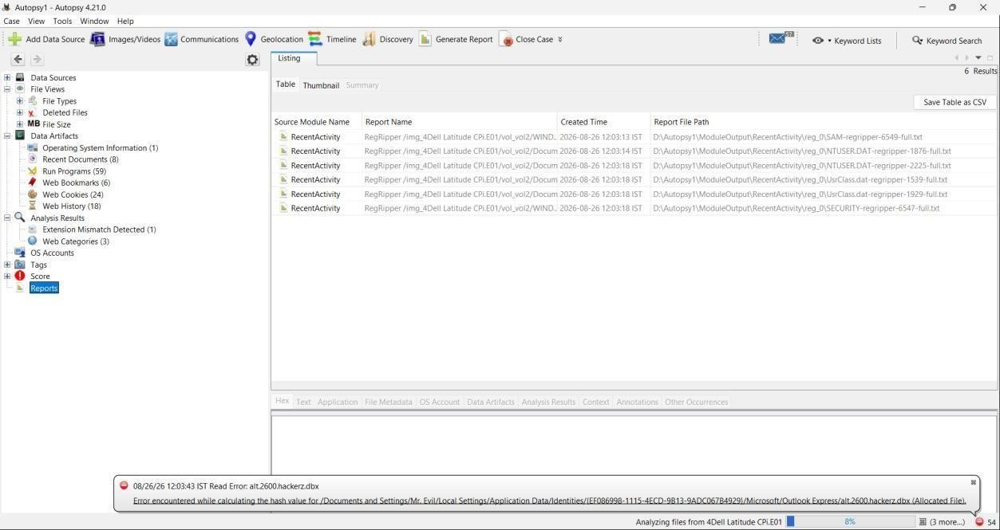 Autopsy1 - Autopsy 4.21.0
Case View Tools Window Help
Add Data Source Images/Videos Communications Geolocation Timeline Discovery Generate Report Close Case 57 Keyword Lists Keyword Search
Listing
6 Results
Table Thumbnail Summary
Save Table as CSV
Data Sources
File Views
File Types
Deleted Files
MB File Size
Data Artifacts
Operating System Information (1)
Recent Documents (8)
Run Programs (59)
Web Bookmarks (6)
Web Cookies (24)
Web History (18)
Analysis Results
Extension Mismatch Detected (1)
Web Categories (3)
OS Accounts
Tags
Score
Reports
Source Module Name Report Name Created Time Report File Path
RecentActivity RegRipper /img_4Dell Latitude CPi.E01/vol_vol2/WIND... 2026-08-26 12:03:13 IST D:\Autopsy1\ModuleOutput\RecentActivity\reg_0\SAM-regripper-6549-full.txt
RecentActivity RegRipper /img_4Dell Latitude CPi.E01/vol_vol2/Docum 2026-08-26 12:03:14 IST D:\Autopsy1\ModuleOutput\RecentActivity\reg_0\NTUSER.DAT-regripper-1876-full.txt
RecentActivity RegRipper /img_4Dell Latitude CPi.E01/vol_vol2/Docum 2026-08-26 12:03:18 IST D:\Autopsy1\ModuleOutput\RecentActivity\reg_0\NTUSER.DAT-regripper-2225-full.txt
RecentActivity RegRipper /img_4Dell Latitude CPi.E01/vol_vol2/Docum 2026-08-26 12:03:18 IST D:\Autopsy1\ModuleOutput\RecentActivity\reg_0\UsrClass.dat-regripper-1539-full.txt
RecentActivity RegRipper /img_4Dell Latitude CPi.E01/vol_vol2/Docum 2026-08-26 12:03:18 IST D:\Autopsy1\ModuleOutput\RecentActivity\reg_0\UsrClass.dat-regripper-1929-full.txt
RecentActivity RegRipper /img_4Dell Latitude CPi.E01/vol_vol2/WIND... 2026-08-26 12:03:18 IST D:\Autopsy1\ModuleOutput\RecentActivity\reg_0\SECURITY-regripper-6547-full.txt
Hex Text Application File Metadata OS Account Data Artifacts Analysis Results Context Annotations Other Occurrences
08/26/26 12:03:43 IST Read Error: alt.2600.hackerz.dbx
Error encountered while calculating the hash value for /Documents and Settings/Mr. Evil/Local Settings/Application Data/Identities/{EF086998-1115-4ECD-9B13-9ADC067B4929}/Microsoft/Outlook Express/alt.2600.hackerz.dbx (Allocated File).
Analyzing files from 4Dell Latitude CPi.E01 8% (3 more...) 54